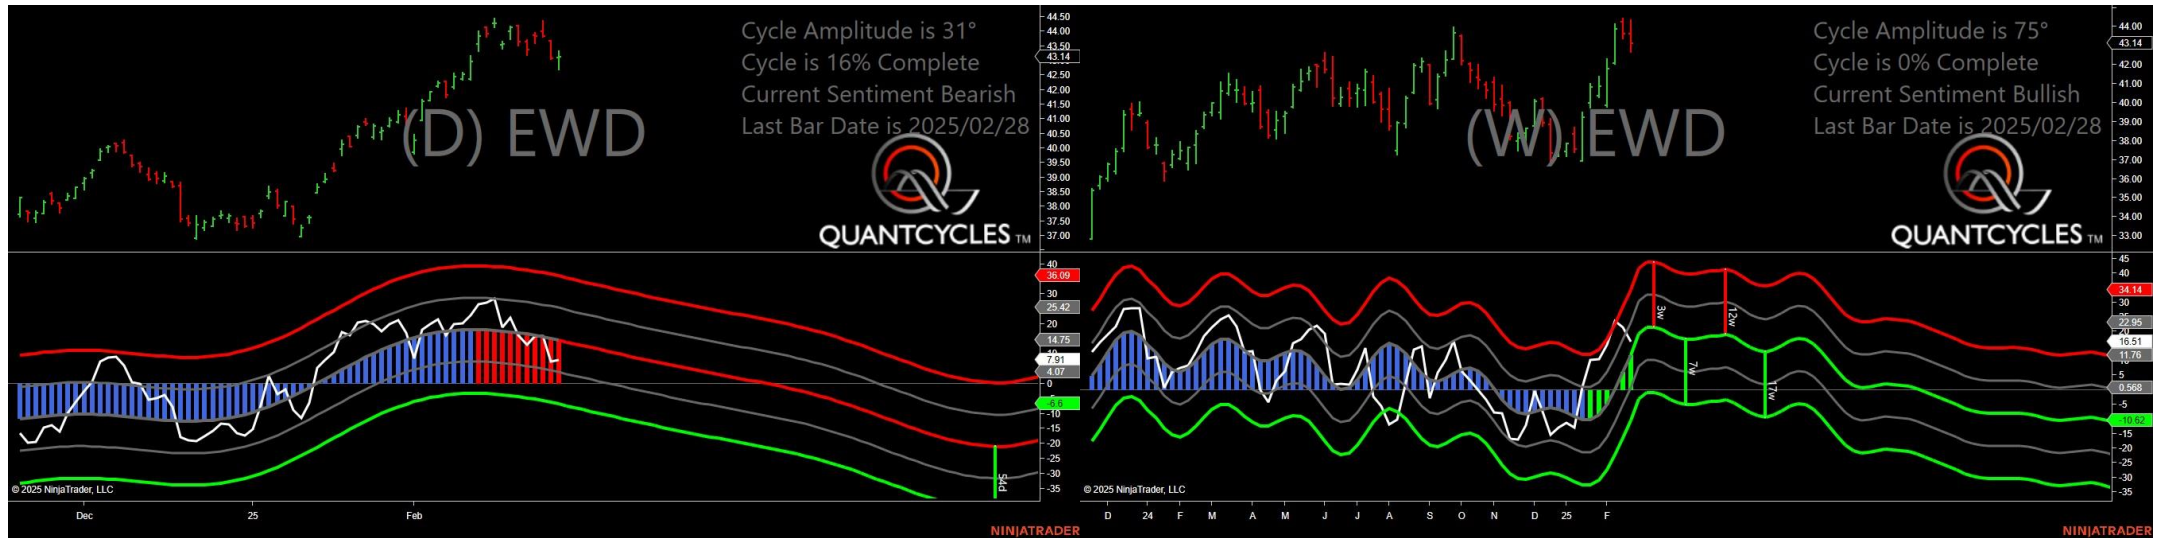 Cycle Amplitude is 31°
Cycle is 16% Complete
Current Sentiment Bearish
Last Bar Date is 2025/02/28
(D) EWD
QUANTCYCLES TM
44.50
44.00
43.50
43.14
42.50
42.00
41.50
41.00
40.50
40.00
39.50
39.00
38.50
38.00
37.50
37.00
40
36.09
30
25.42
20
14.75
7.91
4.07
0
-6.6
-10
-15
-20
-25
-30
-35
54d
© 2025 NinjaTrader, LLC
Dec
25
Feb
NINJATRADER
Cycle Amplitude is 75°
Cycle is 0% Complete
Current Sentiment Bullish
Last Bar Date is 2025/02/28
(W) EWD
QUANTCYCLES TM
44.00
43.14
42.00
41.00
40.00
39.00
38.00
37.00
36.00
35.00
34.00
33.00
45
40
34.14
30
22.95
20
16.51
11.76
5
0.568
-5
-10.62
-15
-20
-25
-30
-35
3w
12w
7w
17w
© 2025 NinjaTrader, LLC
D 24 F M A M J J A S O N D 25 F
NINJATRADER